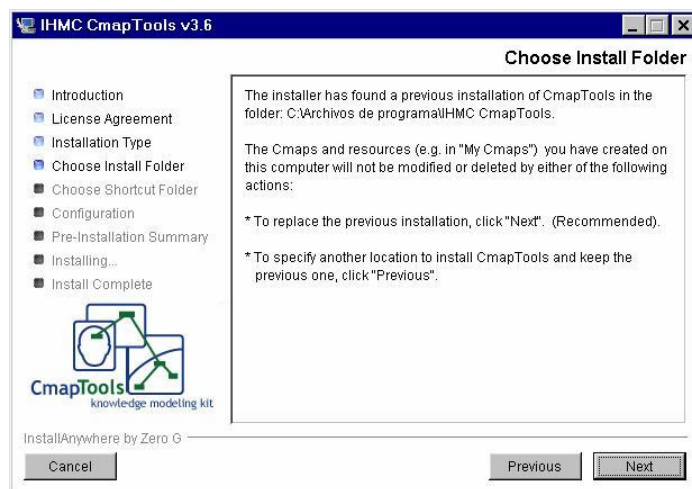 IHMC CmapTools v3.6
Choose Install Folder
Introduction
License Agreement
Installation Type
Choose Install Folder
Choose Shortcut Folder
Configuration
Pre-Installation Summary
Installing...
Install Complete
The installer has found a previous installation of CmapTools in the
folder: C:\Archivos de programa\IHMC CmapTools.
The Cmaps and resources (e.g. in "My Cmaps")  you have created on
this computer will not be modified or deleted by either of the following
actions:
* To replace the previous installation, click "Next".  (Recommended).
* To specify another location to install CmapTools and keep the
previous one, click "Previous".
CmapTools
knowledge modeling kit
InstallAnywhere by Zero G
Cancel
Previous
Next